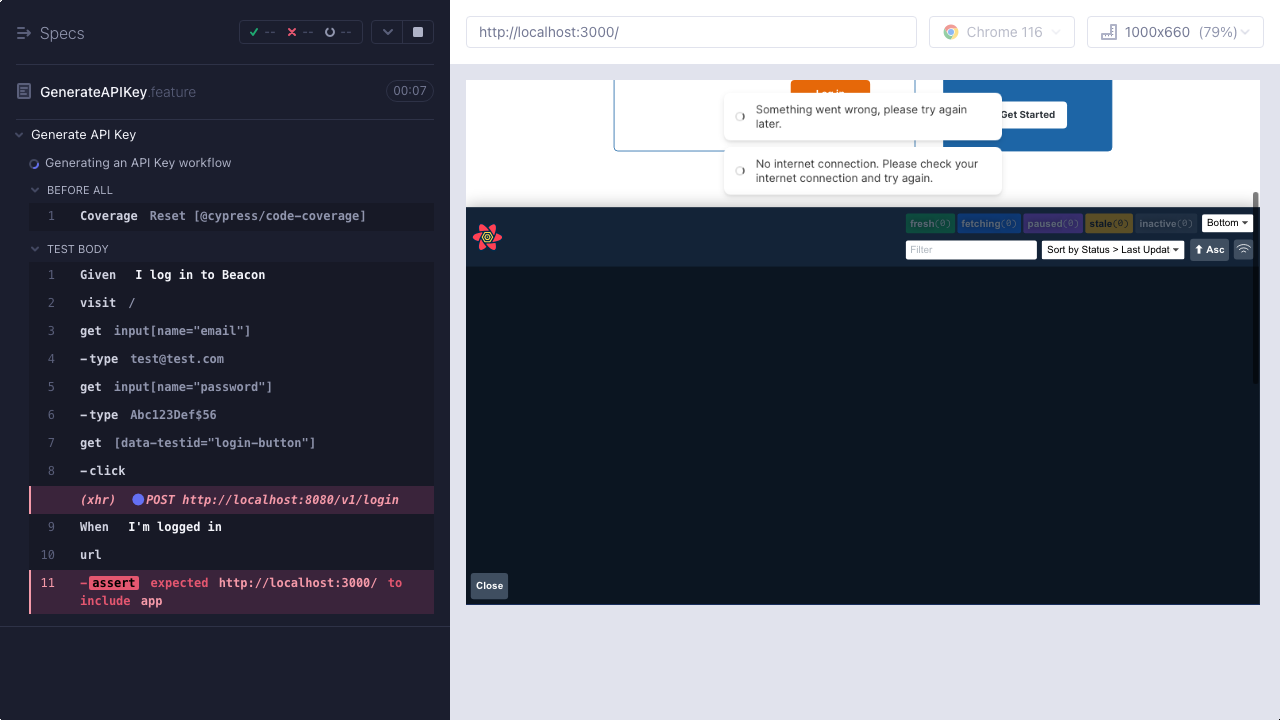 Specs -- -- --
GenerateAPIKey.feature 00:07
Generate API Key
Generating an API Key workflow
BEFORE ALL
1 Coverage Reset [@cypress/code-coverage]
TEST BODY
1 Given I log in to Beacon
2 visit /
3 get input[name="email"]
4 -type test@test.com
5 get input[name="password"]
6 -type Abc123Def$56
7 get [data-testid="login-button"]
8 -click
(xhr) POST http://localhost:8080/v1/login
9 When I'm logged in
10 url
11 -assert expected http://localhost:3000/ to
include app
http://localhost:3000/
Chrome 116
1000x660 (79%)
Log in
Something went wrong, please try again
later.
Get Started
No internet connection. Please check your
internet connection and try again.
fresh(0) fetching(0) paused(0) stale(0) inactive(0) Bottom
Filter Sort by Status > Last Updat Asc
Close